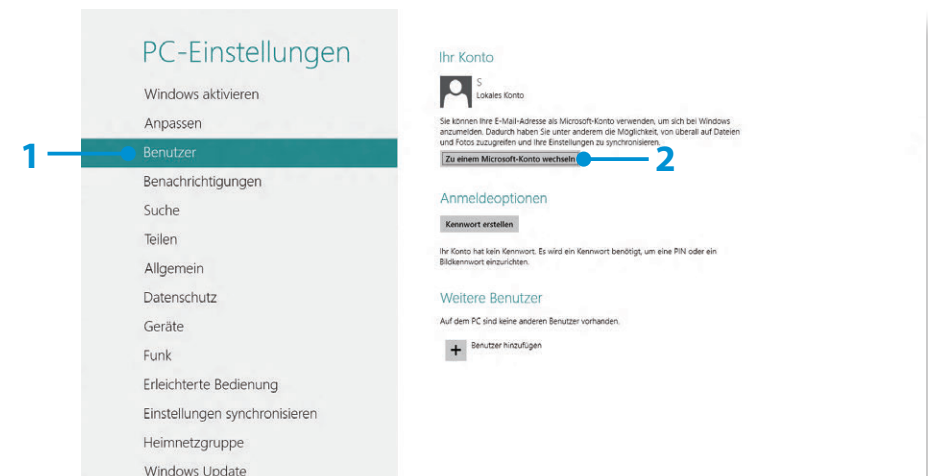 PC-Einstellungen
Windows aktivieren
Anpassen
1
Benutzer
Benachrichtigungen
Suche
Teilen
Allgemein
Datenschutz
Geräte
Funk
Erleichterte Bedienung
Einstellungen synchronisieren
Heimnetzgruppe
Windows Update
Ihr Konto
S
Lokales Konto
Sie können Ihre E-Mail-Adresse als Microsoft-Konto verwenden, um sich bei Windows
anzumelden. Dadurch haben Sie unter anderem die Möglichkeit, von überall auf Dateien
und Fotos zuzugreifen und Ihre Einstellungen zu synchronisieren.
Zu einem Microsoft-Konto wechseln
2
Anmeldeoptionen
Kennwort erstellen
Ihr Konto hat kein Kennwort. Es wird ein Kennwort benötigt, um eine PIN oder ein
Bildkennwort einzurichten.
Weitere Benutzer
Auf dem PC sind keine anderen Benutzer vorhanden.
+ Benutzer hinzufügen